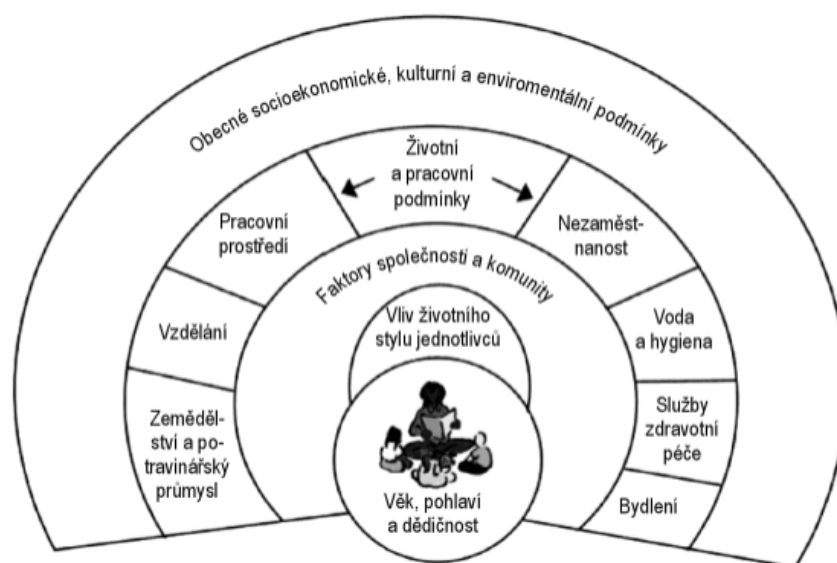 Obecné socioekonomické, kulturní a enviromentální podmínky
Životní
a pracovní
podmínky
Pracovní
prostředí
Nezaměst-
nanost
Faktory společnosti a komunity
Vzdělání
Vliv životního
stylu jednotlivců
Voda
a hygiena
Zeměděl-
ství a po-
travinářský
průmysl
Služby
zdravotní
péče
Věk, pohlaví
a dědičnost
Bydlení